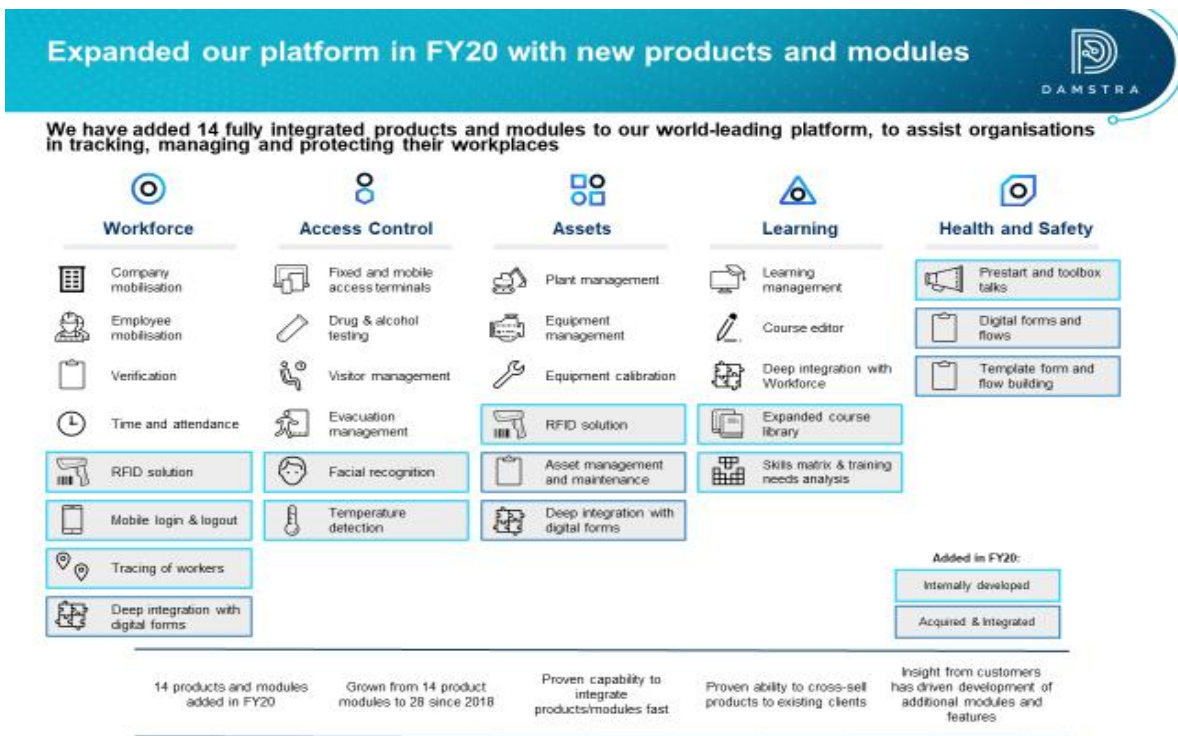 Expanded our platform in FY20 with new products and modules
DAMSTRA
We have added 14 fully integrated products and modules to our world-leading platform, to assist organisations
in tracking, managing and protecting their workplaces
Workforce
Company
mobilisation
Employee
mobilisation
Verification
Time and attendance
RFID solution
Mobile login & logout
Tracing of workers
Deep integration with
digital forms
Access Control
Fixed and mobile
access terminals
Drug & alcohol
testing
Visitor management
Evacuation
management
Facial recognition
Temperature
detection
Assets
Plant management
Equipment
management
Equipment calibration
RFID solution
Asset management
and maintenance
Deep integration with
digital forms
Learning
Learning
management
Course editor
Deep integration with
Workforce
Expanded course
library
Skills matrix & training
needs analysis
Health and Safety
Prestart and toolbox
talks
Digital forms and
flows
Template form and
flow building
Added in FY20:
Internally developed
Acquired & Integrated
14 products and modules
added in FY20
Grown from 14 product
modules to 28 since 2018
Proven capability to
integrate
products/modules fast
Proven ability to cross-sell
products to existing clients
Insight from customers
has driven development of
additional modules and
features